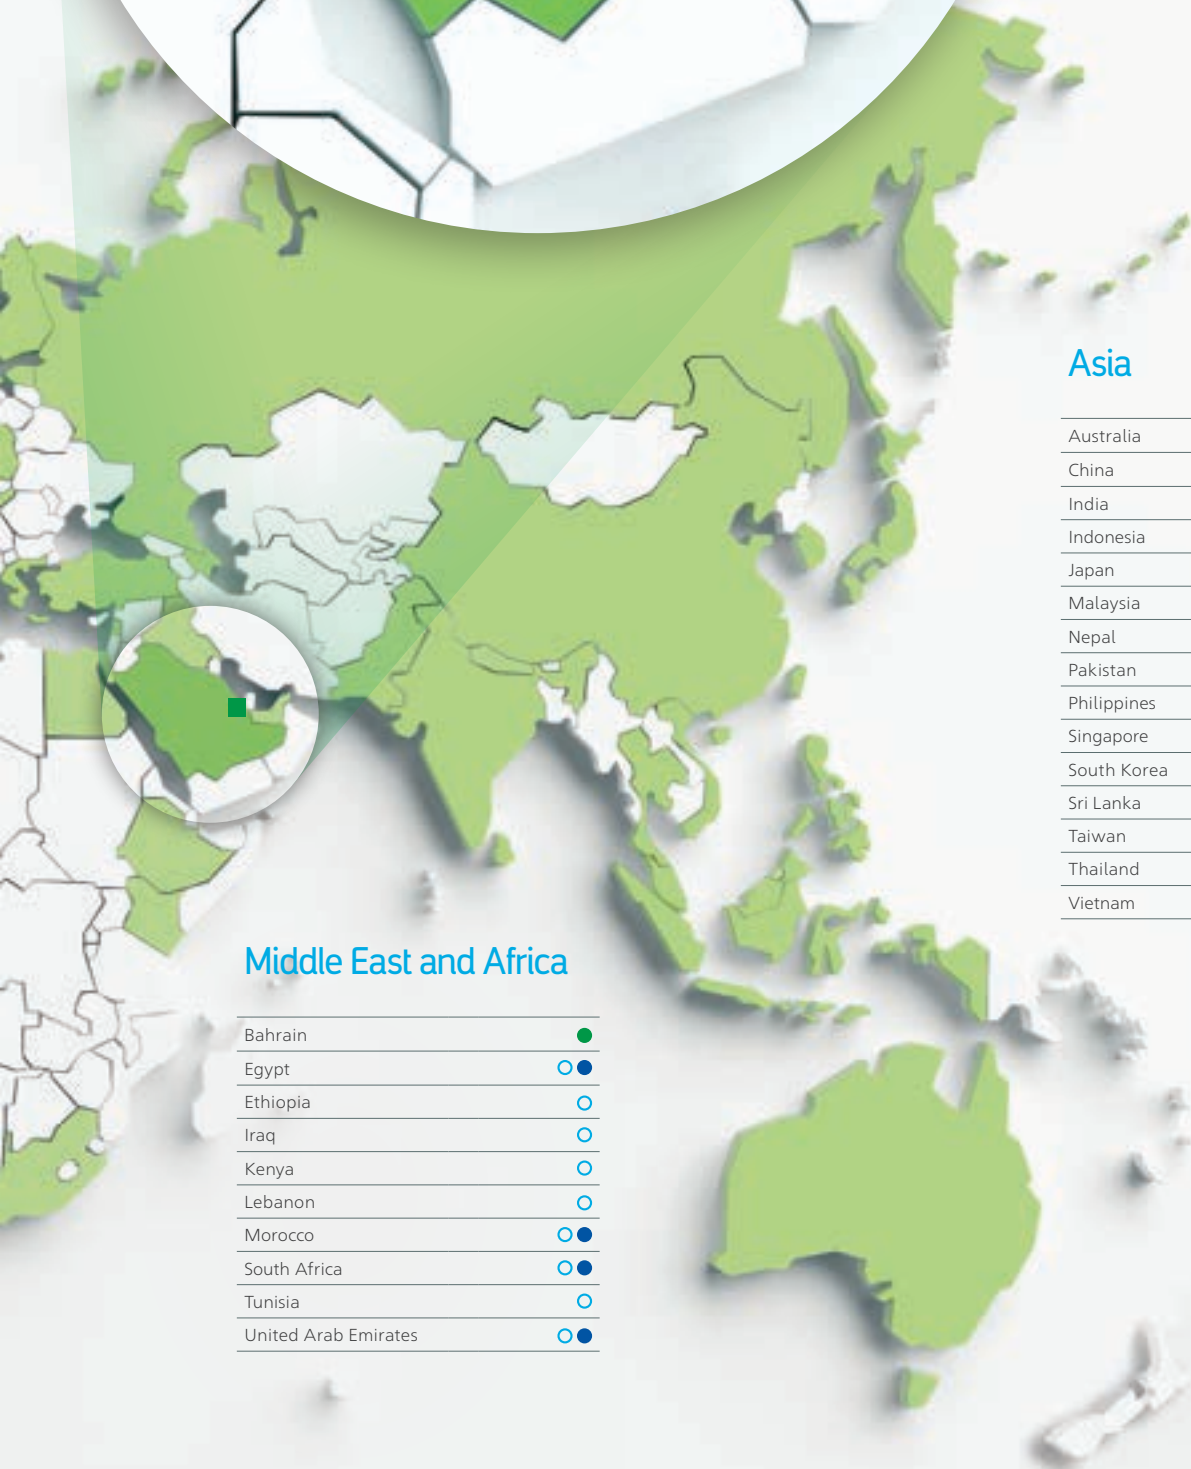 Asia
Australia
China
India
Indonesia
Japan
Malaysia
Nepal
Pakistan
Philippines
Singapore
South Korea
Sri Lanka
Taiwan
Thailand
Vietnam
Middle East and Africa
Bahrain
Egypt
Ethiopia
Iraq
Kenya
Lebanon
Morocco
South Africa
Tunisia
United Arab Emirates